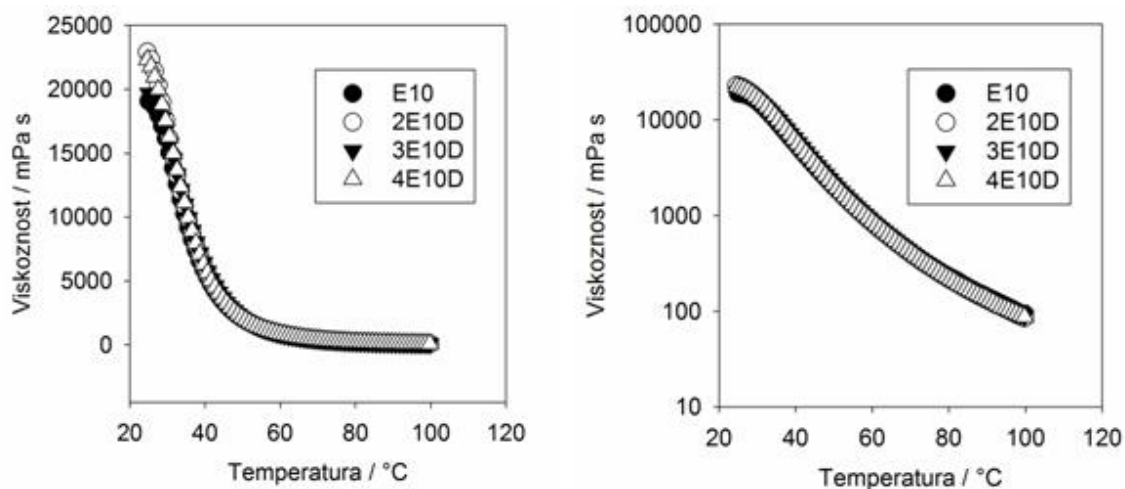 25000
20000
15000
10000
5000
0
Viskoznost / mPa s
E10
2E10D
3E10D
4E10D
20 40 60 80 100 120
Temperatura / °C
100000
10000
1000
100
10
Viskoznost / mPa s
E10
2E10D
3E10D
4E10D
20 40 60 80 100 120
Temperatura / °C